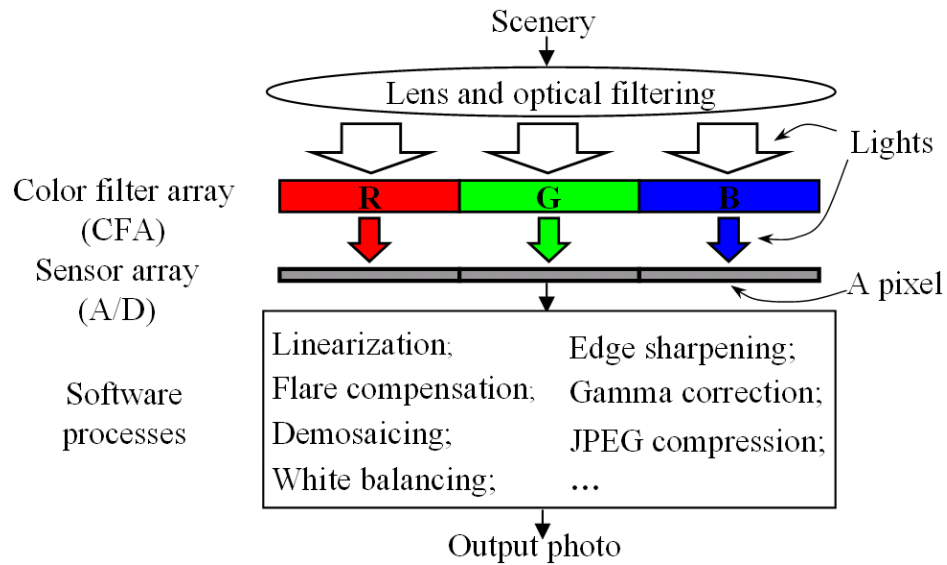 Scenery
Lens and optical filtering
Lights
Color filter array
(CFA)
R
G
B
Sensor array
(A/D)
A pixel
Software
processes
Linearization;
Flare compensation;
Demosaicing;
White balancing;
Edge sharpening;
Gamma correction;
JPEG compression;
...
Output photo